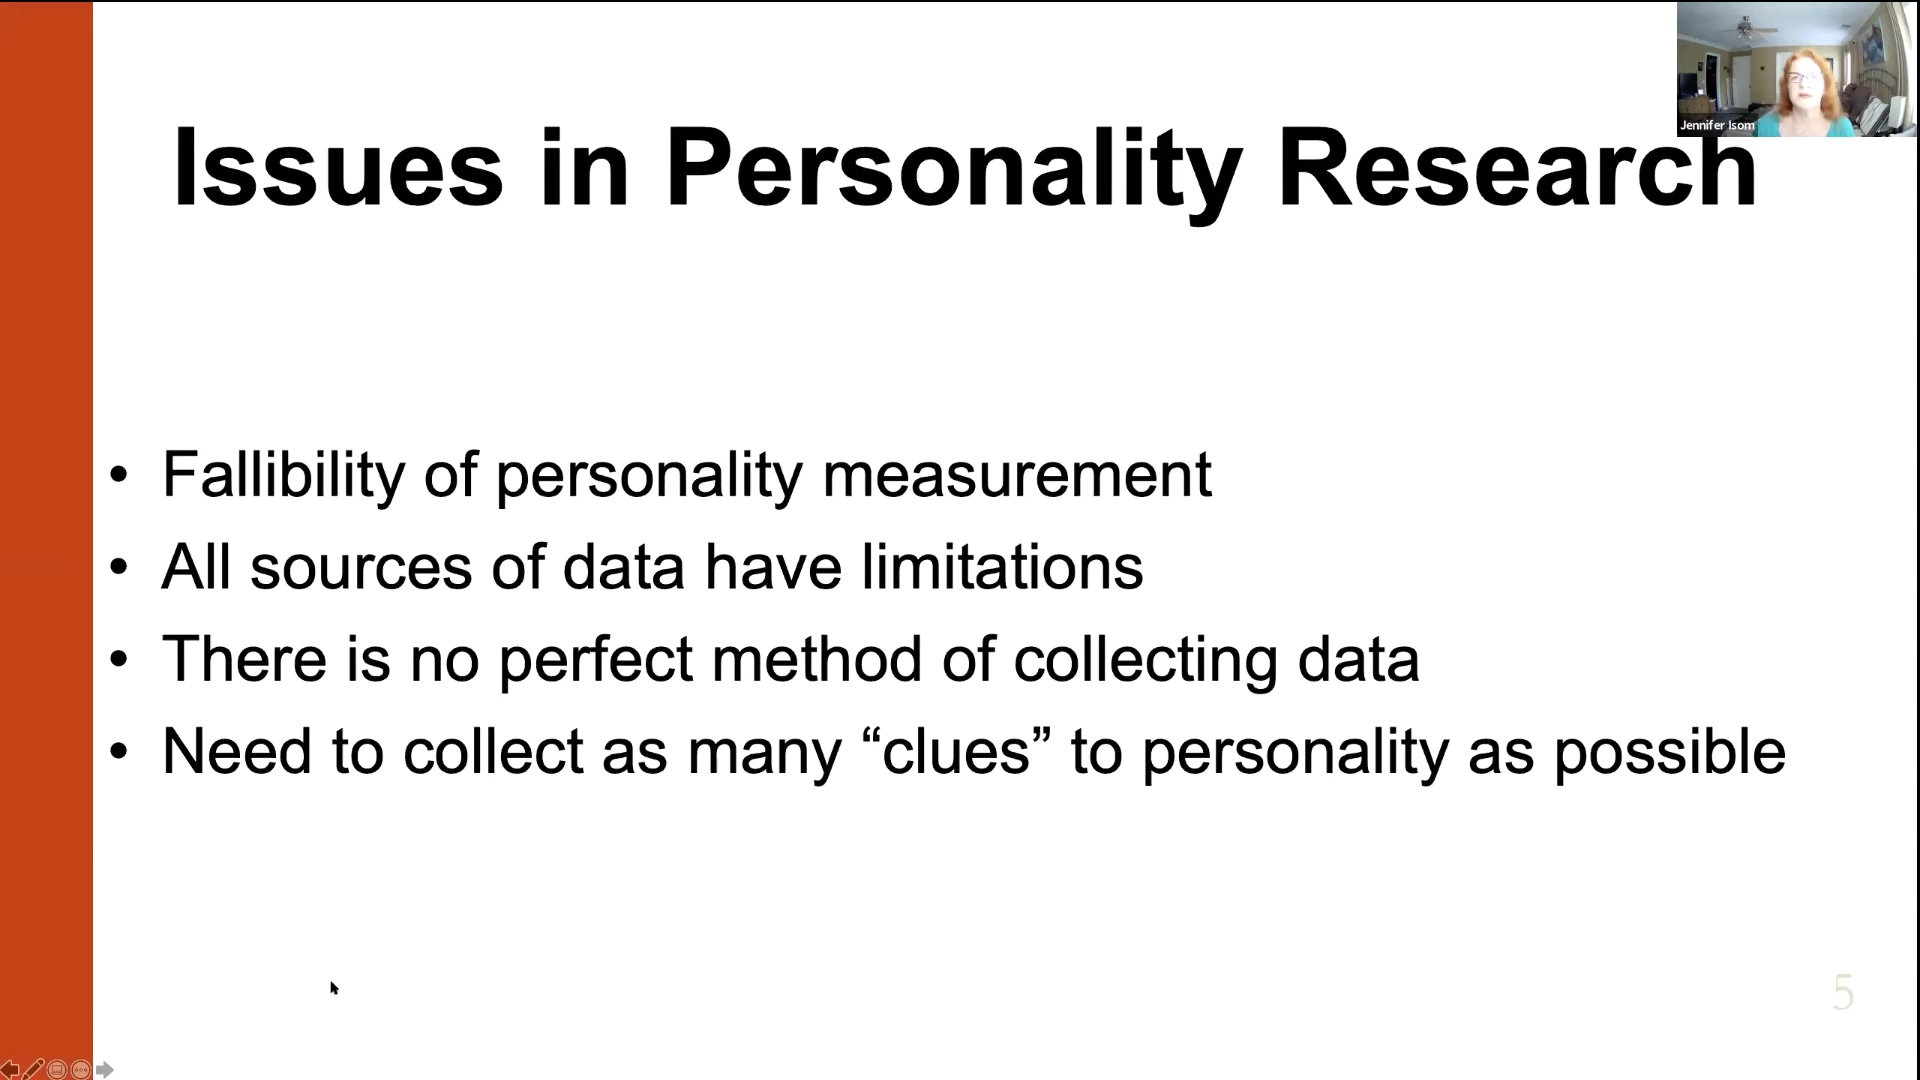 Jennifer Isom
Issues in Personality Research
• Fallibility of personality measurement
• All sources of data have limitations
• There is no perfect method of collecting data
• Need to collect as many “clues” to personality as possible
5